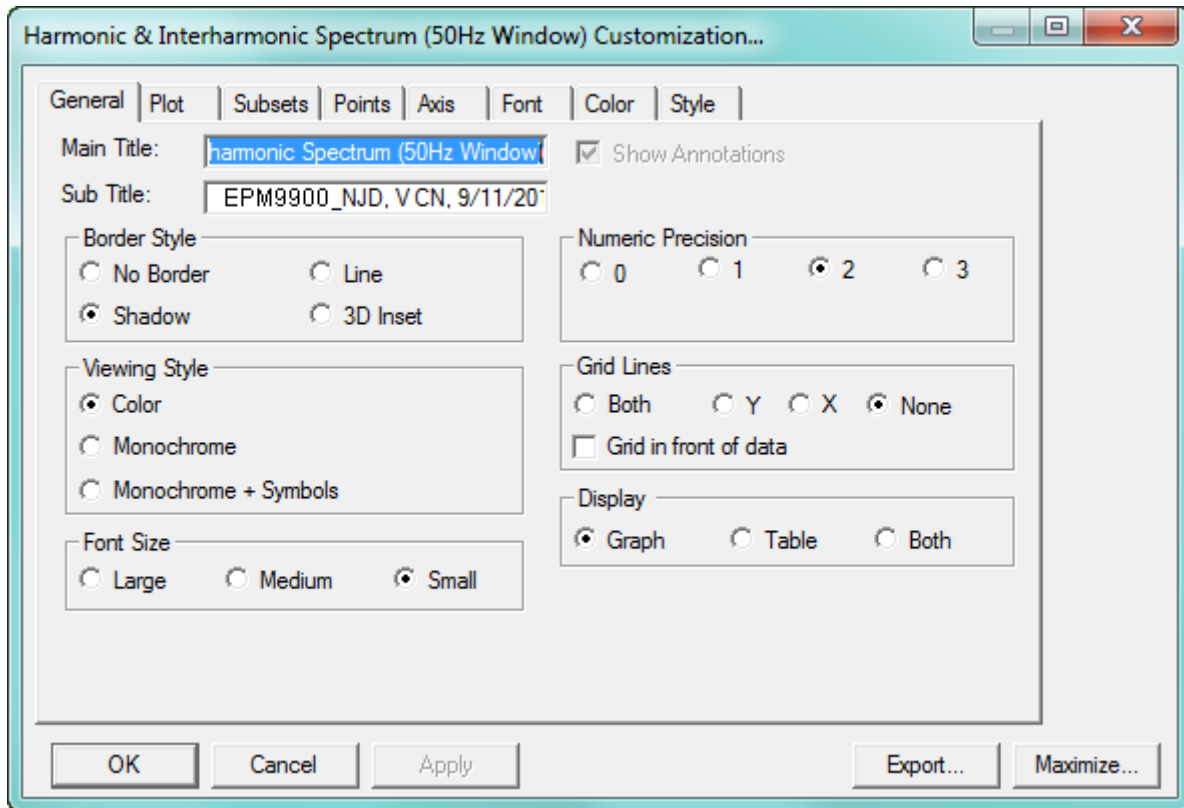 Harmonic & Interharmonic Spectrum (50Hz Window) Customization...
General Plot Subsets Points Axis Font Color Style
Main Title: harmonic Spectrum (50Hz Window) Show Annotations
Sub Title: EPM9900_NJD, V CN, 9/11/201
Border Style
No Border Line
Shadow 3D Inset
Numeric Precision
0 1 2 3
Viewing Style
Color
Monochrome
Monochrome + Symbols
Grid Lines
Both Y X None
Grid in front of data
Font Size
Large Medium Small
Display
Graph Table Both
OK Cancel Apply Export... Maximize...